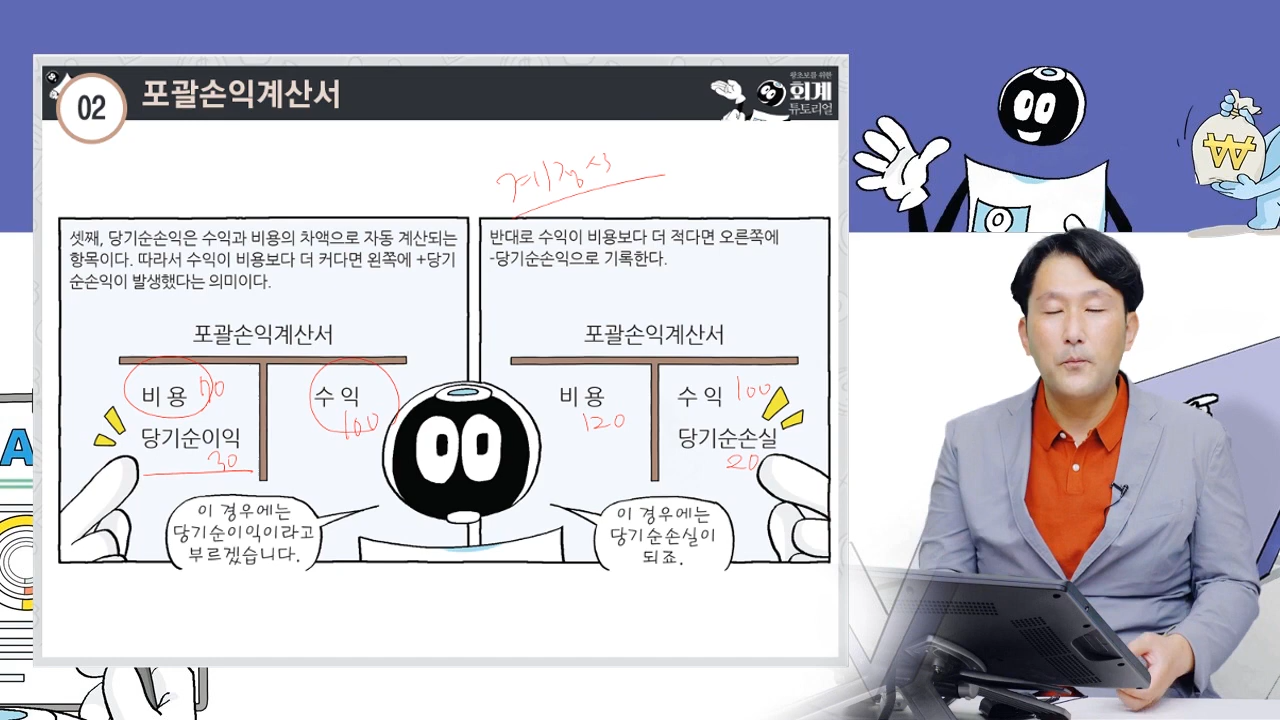 02
포괄손익계산서
왕초보를 위한
회계
튜토리얼
계정식
셋째, 당기순손익은 수익과 비용의 차액으로 자동 계산되는
항목이다. 따라서 수익이 비용보다 더 커다면 왼쪽에 +당기
순손익이 발생했다는 의미이다.
포괄손익계산서
비용 70
수익
100
당기순이익
30
이 경우에는
당기순이익이라고
부르겠습니다.
반대로 수익이 비용보다 더 적다면 오른쪽에
-당기순손익으로 기록한다.
포괄손익계산서
비용
120
수익 100
당기순손실
20
이 경우에는
당기순손실이
되죠.
₩
A